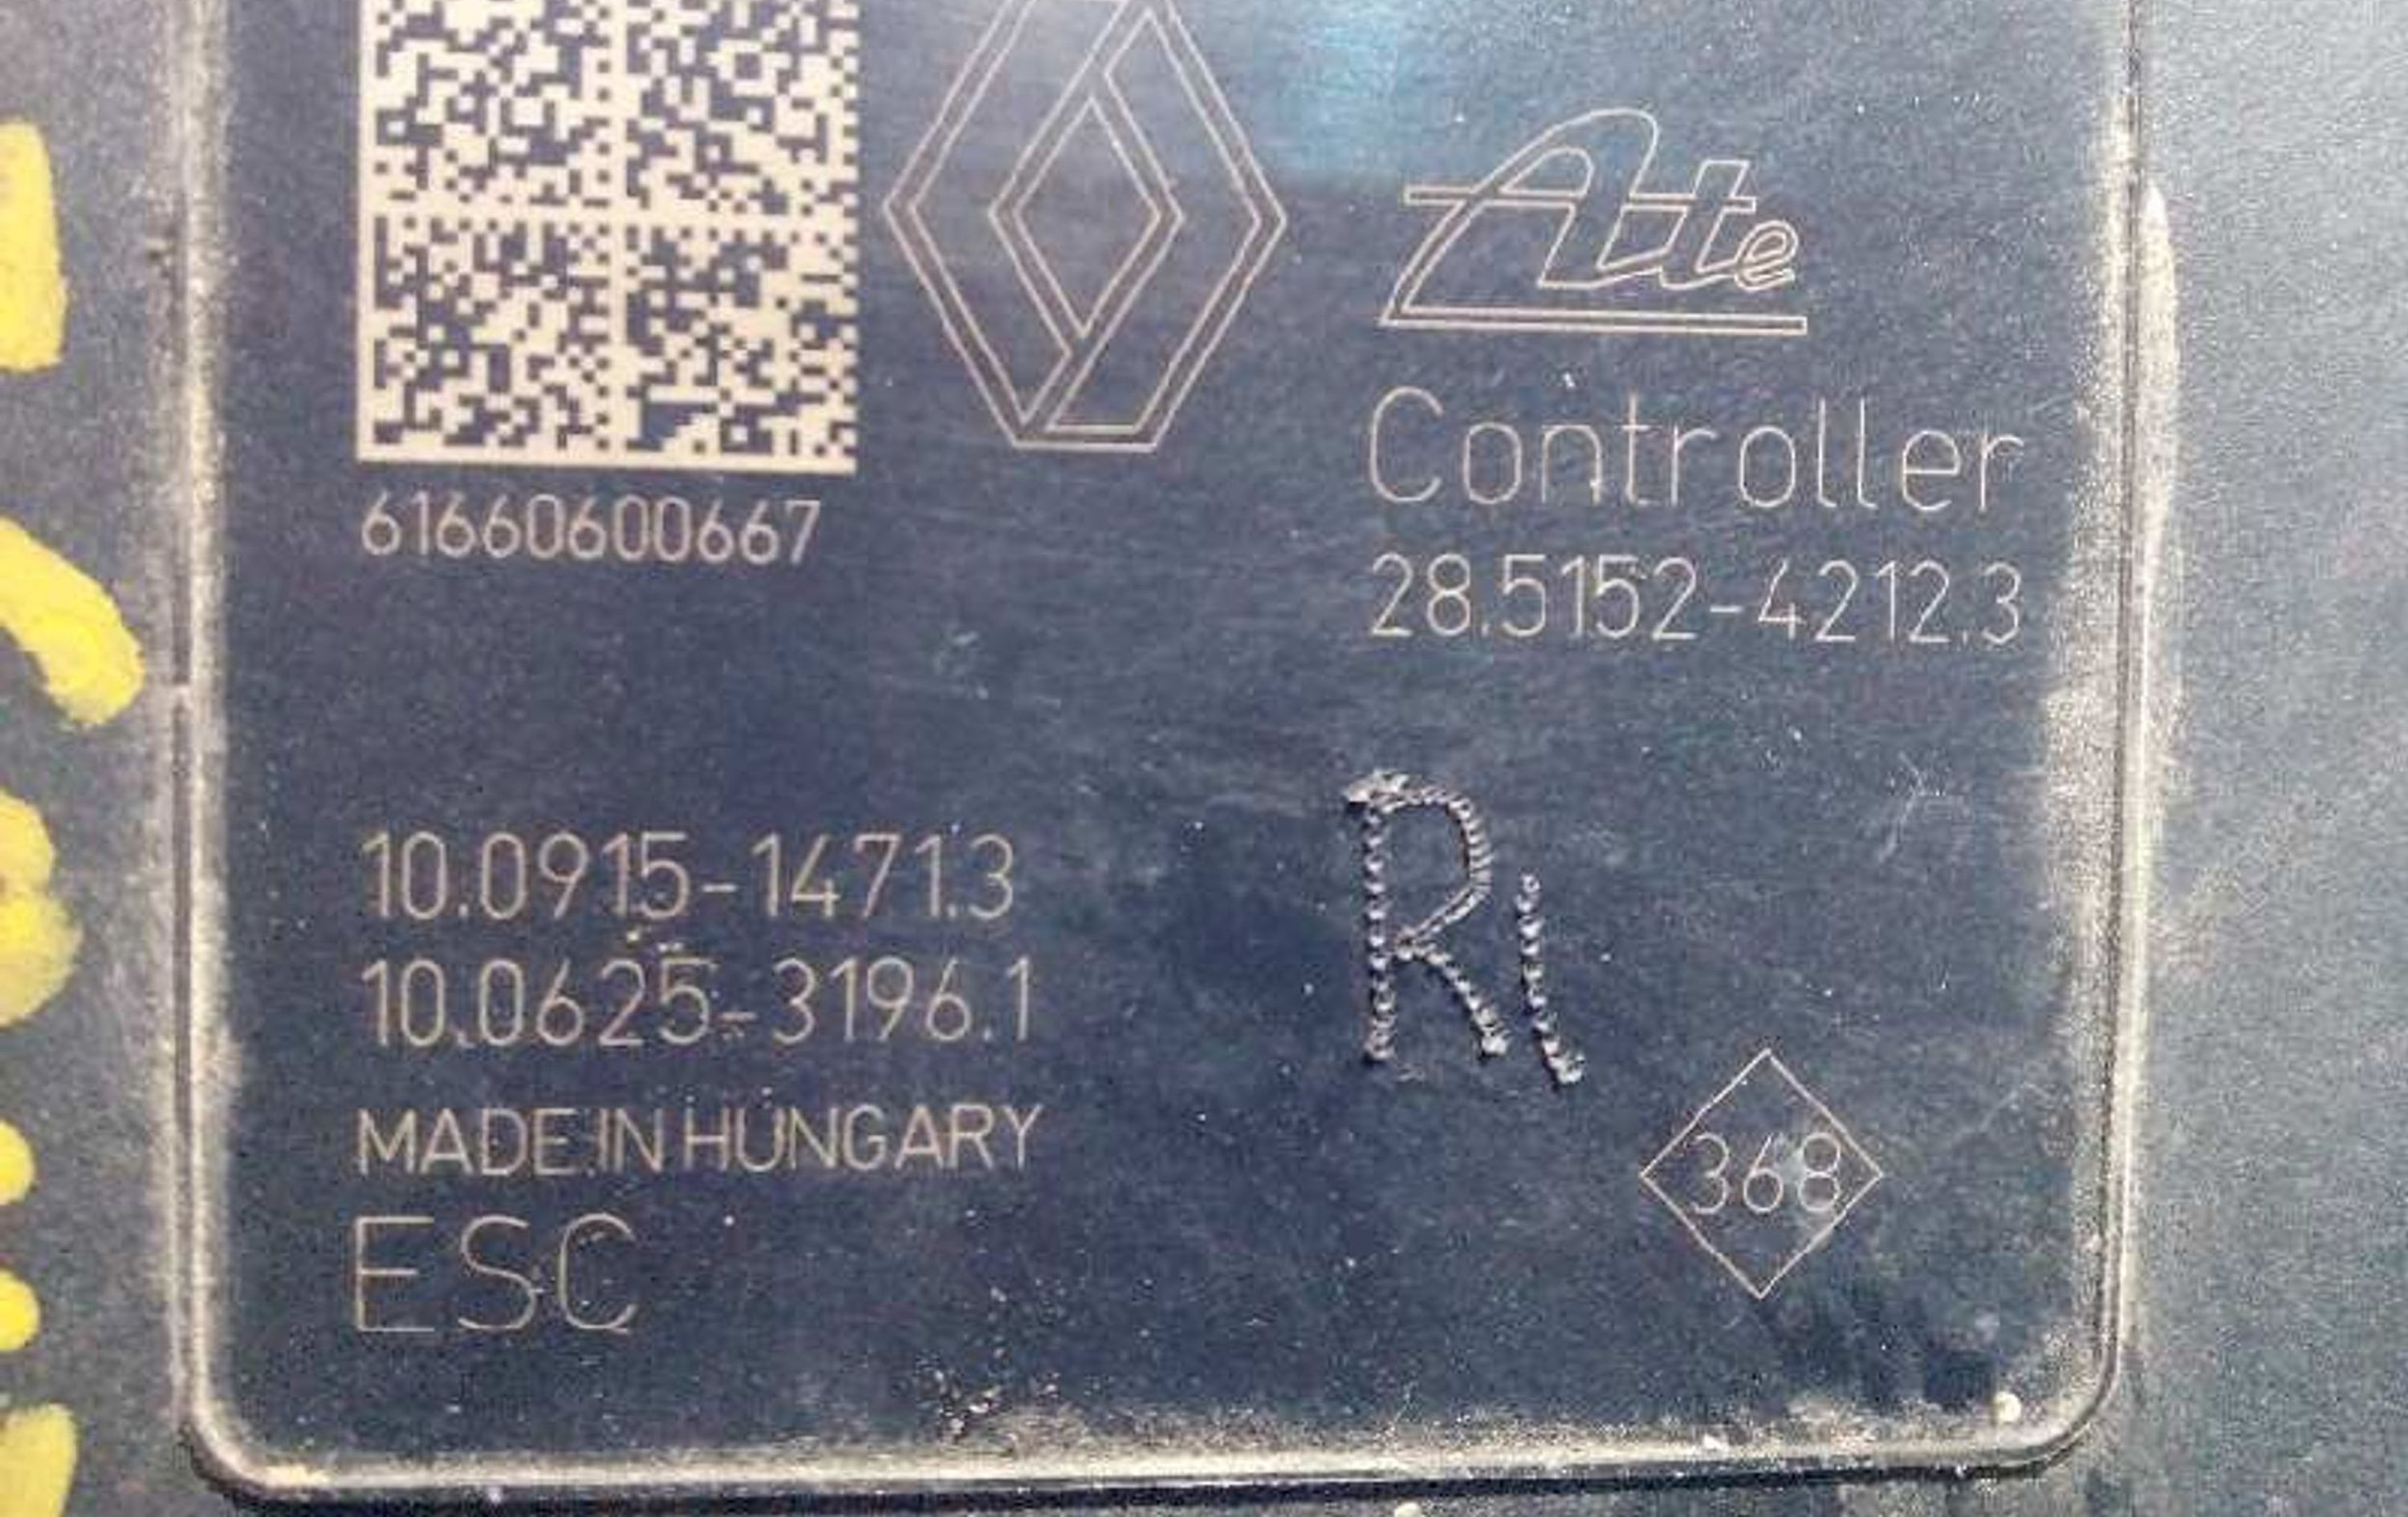 Ate
61660600667
Controller
28.5152-4212.3
10.0915-1471.3
10.0625-3196.1
R1
MADE IN HUNGARY
ESC
368